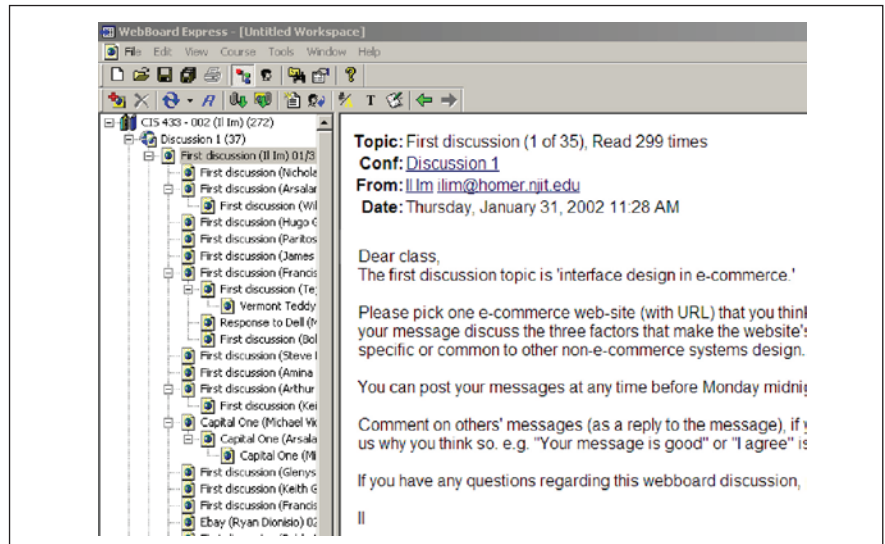 WebBoard Express - [Untitled Workspace]
File Edit View Course Tools Window Help
CIS 433 - 002 (Il Im) (272)
Discussion 1 (37)
First discussion (Il Im) 01/3
First discussion (Nichola
First discussion (Arsalar
First discussion (Wil
First discussion (Hugo G
First discussion (Paritos
First discussion (James
First discussion (Francis
First discussion (Te
Vermont Teddy
Response to Dell (M
First discussion (Bol
First discussion (Steve
First discussion (Amina
First discussion (Arthur
First discussion (Kei
Capital One (Michael Vic
Capital One (Arsala
Capital One (Mi
First discussion (Glenys
First discussion (Keith G
First discussion (Francis
Ebay (Ryan Dionisio) 02
Topic: First discussion (1 of 35), Read 299 times
Conf: Discussion 1
From: Il Im ilim@homer.njit.edu
Date: Thursday, January 31, 2002 11:28 AM
Dear class,
The first discussion topic is 'interface design in e-commerce.'
Please pick one e-commerce web-site (with URL) that you think
your message discuss the three factors that make the website's
specific or common to other non-e-commerce systems design.
You can post your messages at any time before Monday midnig
Comment on others' messages (as a reply to the message), if y
us why you think so. e.g. "Your message is good" or "I agree" is
If you have any questions regarding this webboard discussion,
Il